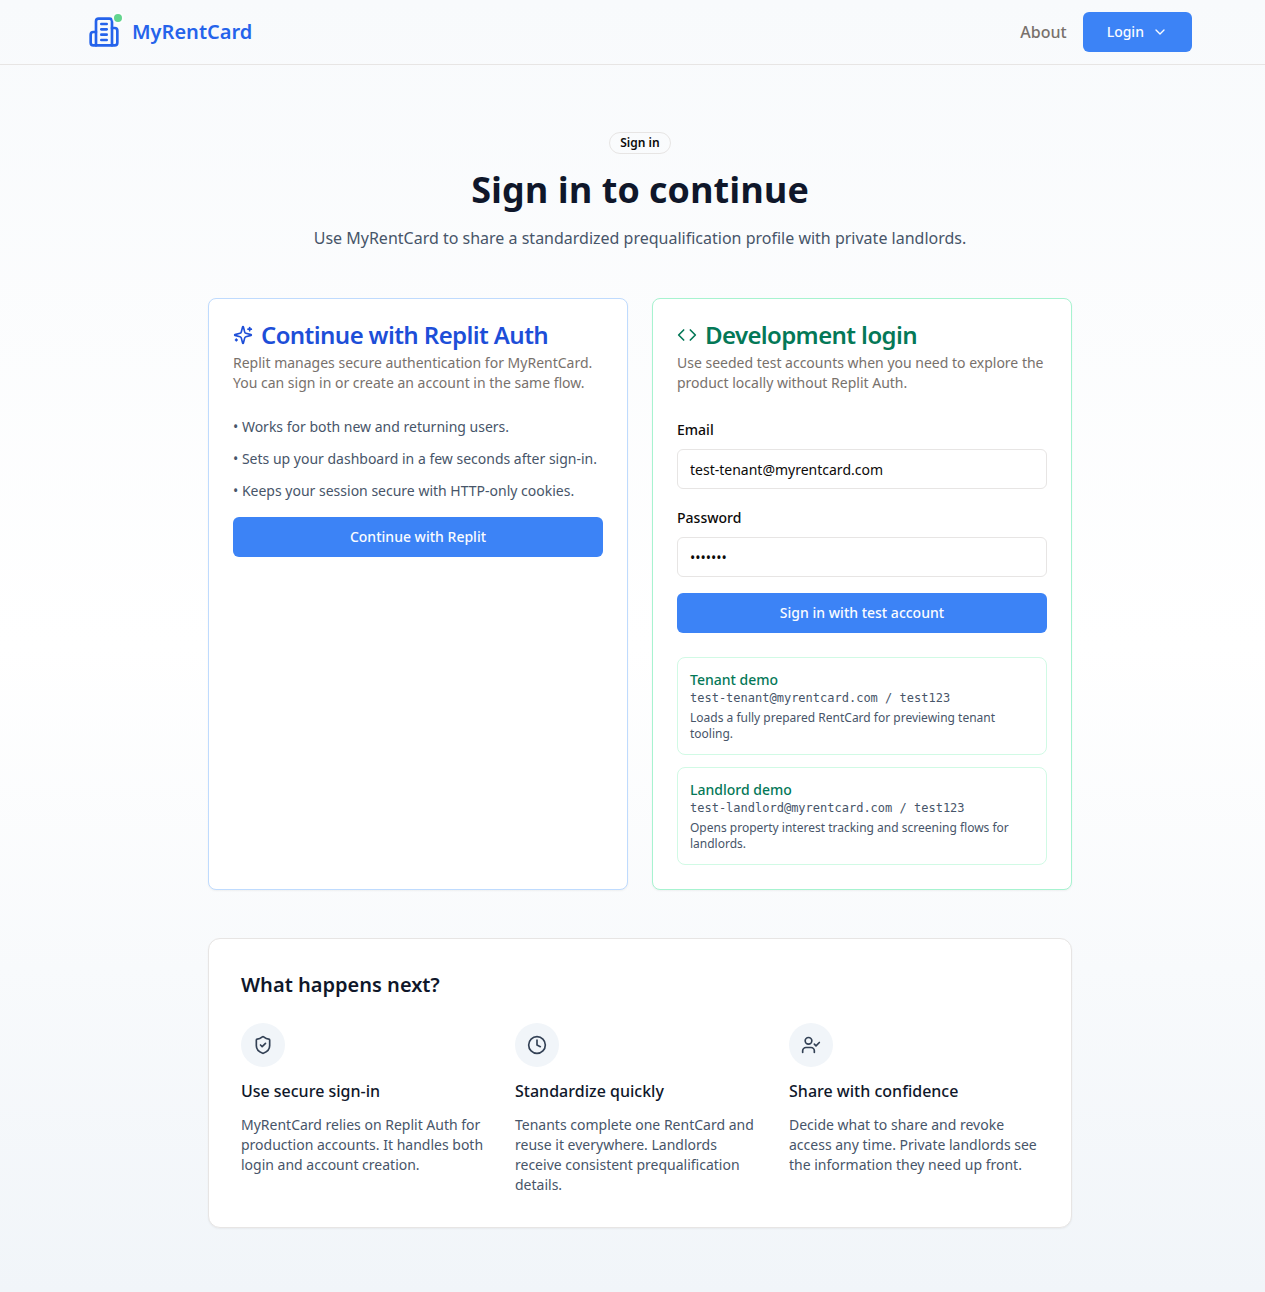 MyRentCard
About
Login
Sign in
Sign in to continue
Use MyRentCard to share a standardized prequalification profile with private landlords.
Continue with Replit Auth
Replit manages secure authentication for MyRentCard.
You can sign in or create an account in the same flow.
• Works for both new and returning users.
• Sets up your dashboard in a few seconds after sign-in.
• Keeps your session secure with HTTP-only cookies.
Continue with Replit
Development login
Use seeded test accounts when you need to explore the
product locally without Replit Auth.
Email
test-tenant@myrentcard.com
Password
•••••••
Sign in with test account
Tenant demo
test-tenant@myrentcard.com / test123
Loads a fully prepared RentCard for previewing tenant
tooling.
Landlord demo
test-landlord@myrentcard.com / test123
Opens property interest tracking and screening flows for
landlords.
What happens next?
Use secure sign-in
MyRentCard relies on Replit Auth for
production accounts. It handles both
login and account creation.
Standardize quickly
Tenants complete one RentCard and
reuse it everywhere. Landlords
receive consistent prequalification
details.
Share with confidence
Decide what to share and revoke
access any time. Private landlords see
the information they need up front.